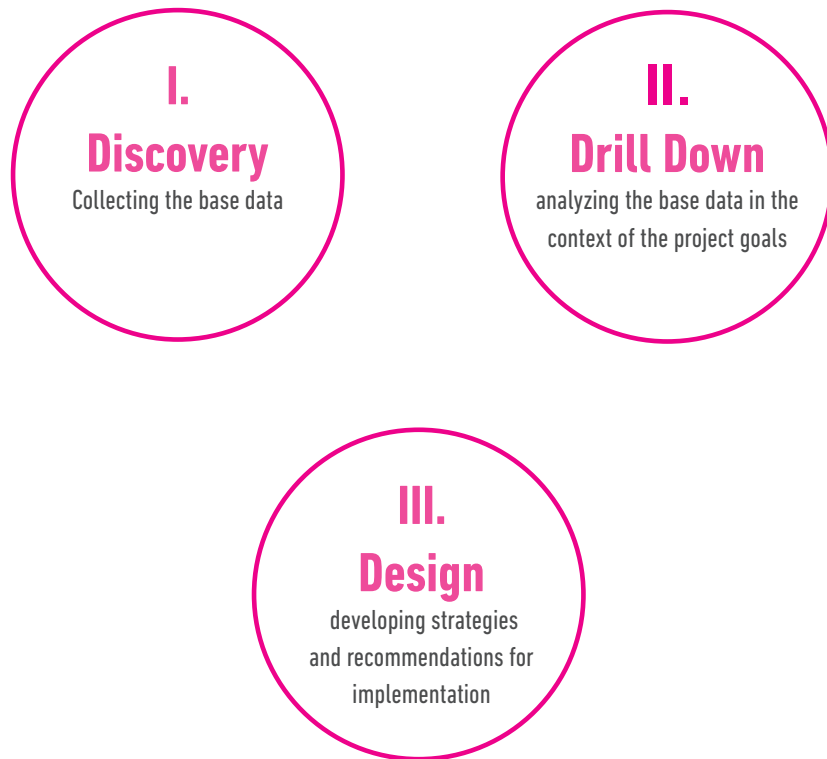 I.
Discovery
Collecting the base data
II.
Drill Down
analyzing the base data in the
context of the project goals
III.
Design
developing strategies
and recommendations for
implementation